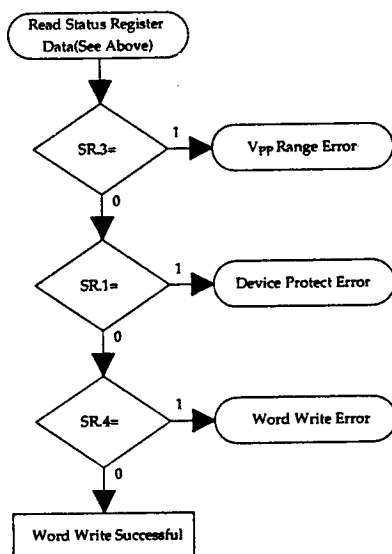 Read Status Register
Data(See Above)
SR.3=
1
VPP Range Error
0
SR.1=
1
Device Protect Error
0
SR.4=
1
Word Write Error
0
Word Write Successful